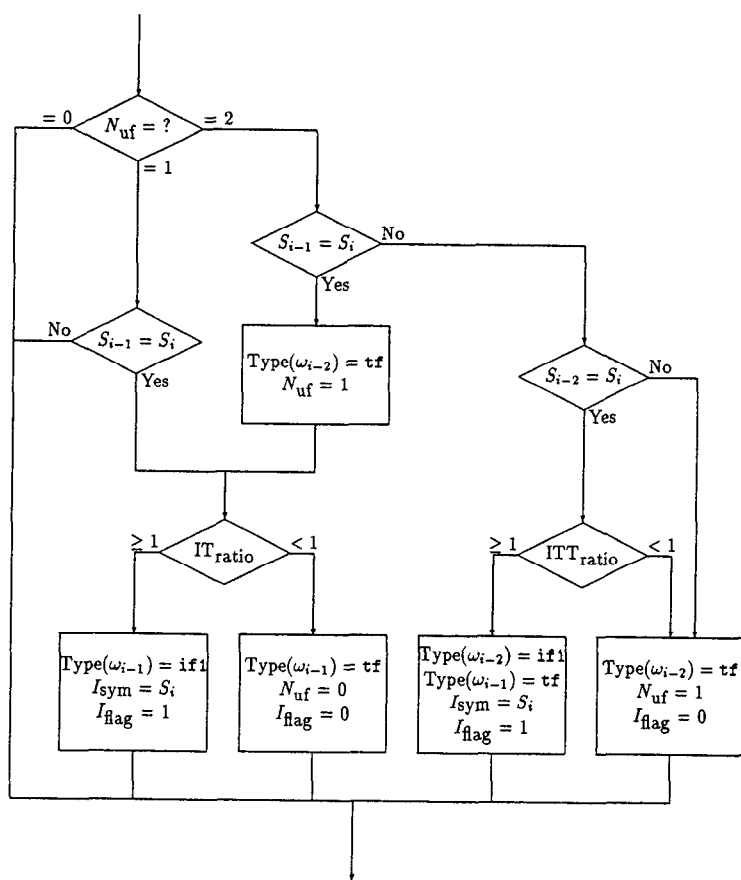 = 0
N_uf = ?
= 2
= 1
S_{i-1} = S_i
No
Yes
No
S_{i-1} = S_i
Yes
Type(ω_{i-2}) = tf
N_uf = 1
S_{i-2} = S_i
No
Yes
≥ 1
IT_ratio
< 1
≥ 1
ITT_ratio
< 1
Type(ω_{i-1}) = if1
I_sym = S_i
I_flag = 1
Type(ω_{i-1}) = tf
N_uf = 0
I_flag = 0
Type(ω_{i-2}) = if1
Type(ω_{i-1}) = tf
I_sym = S_i
I_flag = 1
Type(ω_{i-2}) = tf
N_uf = 1
I_flag = 0